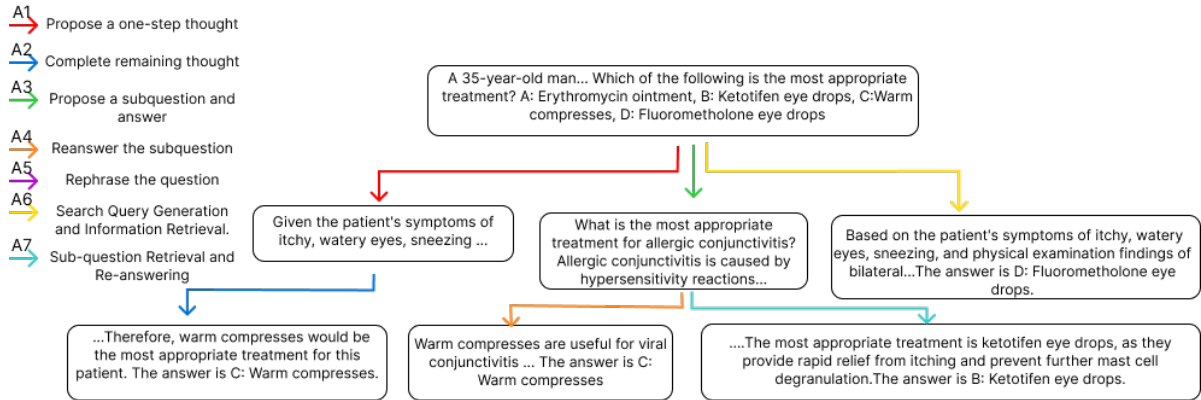 A1
Propose a one-step thought
A2
Complete remaining thought
A3
Propose a subquestion and
answer
A4
Reanswer the subquestion
A5
Rephrase the question
A6
Search Query Generation
and Information Retrieval.
A7
Sub-question Retrieval and
Re-answering
A 35-year-old man... Which of the following is the most appropriate
treatment? A: Erythromycin ointment, B: Ketotifen eye drops, C:Warm
compresses, D: Fluorometholone eye drops
Given the patient's symptoms of
itchy, watery eyes, sneezing ...
What is the most appropriate
treatment for allergic conjunctivitis?
Allergic conjunctivitis is caused by
hypersensitivity reactions...
Based on the patient's symptoms of itchy, watery
eyes, sneezing, and physical examination findings of
bilateral...The answer is D: Fluorometholone eye
drops.
...Therefore, warm compresses would be
the most appropriate treatment for this
patient. The answer is C: Warm compresses.
Warm compresses are useful for viral
conjunctivitis ... The answer is C:
Warm compresses
....The most appropriate treatment is ketotifen eye drops, as they
provide rapid relief from itching and prevent further mast cell
degranulation.The answer is B: Ketotifen eye drops.